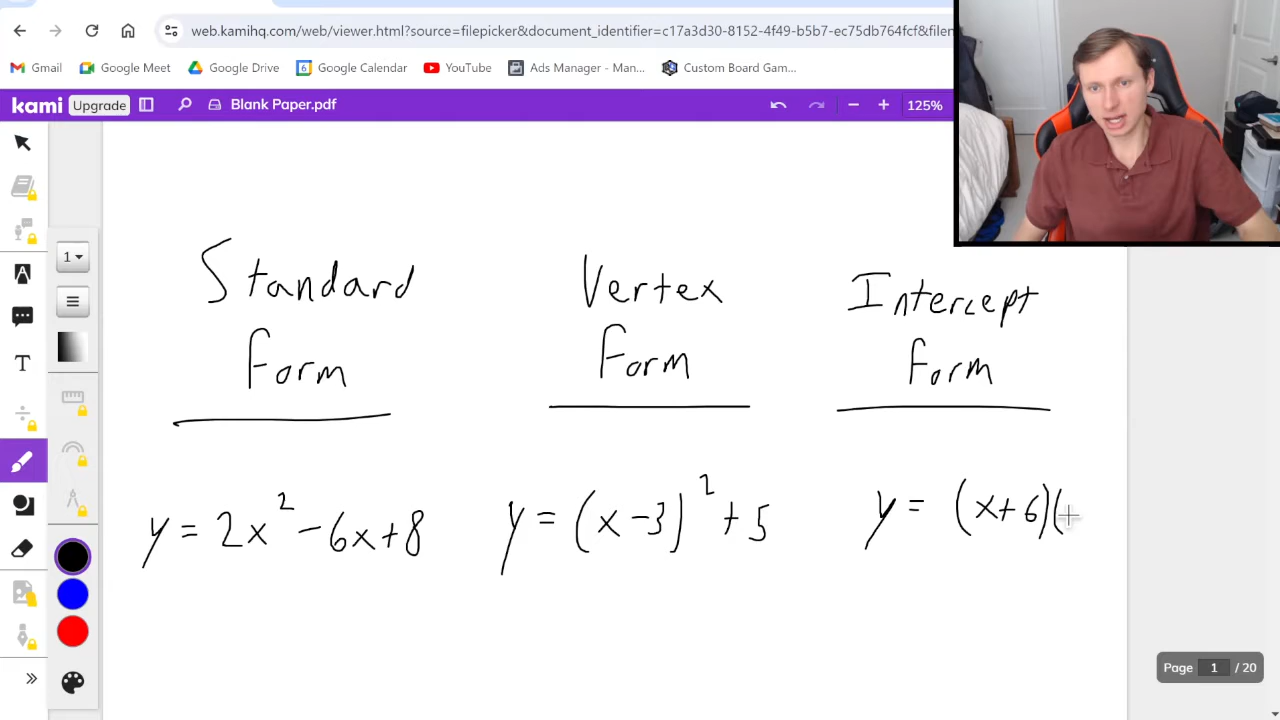 web.kamihq.com/web/viewer.html?source=filepicker&document_identifier=c17a3d30-8152-4f49-b5b7-ec75db764fcf&filen
Gmail
Google Meet
Google Drive
6
Google Calendar
YouTube
Ads Manager - Man...
Custom Board Gam...
kami
Upgrade
Blank Paper.pdf
125%
1
A
T
Standard
Form
Vertex
Form
Intercept
Form
y = 2x² - 6x + 8
y = (x - 3)² + 5
y = (x + 6)(
Page 1 / 20